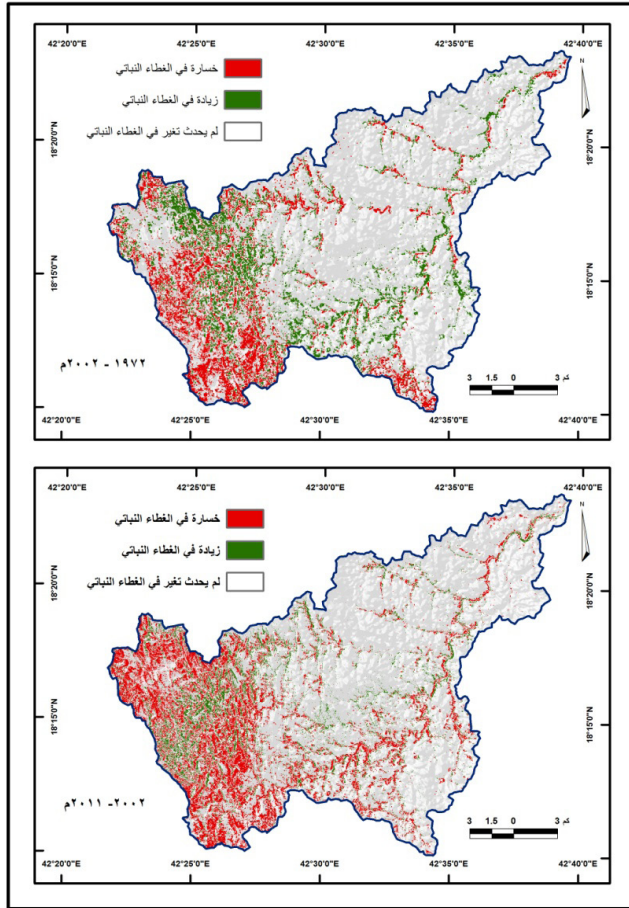 42°20'0"E 42°25'0"E 42°30'0"E 42°35'0"E 42°40'0"E
خسارة في الغطاء النباتي
زيادة في الغطاء النباتي
لم يحدث تغير في الغطاء النباتي
N
18°20'0"N 18°20'0"N
18°15'0"N 18°15'0"N
١٩٧٢ - ٢٠٠٢م
3 1.5 0 3 كم
42°20'0"E 42°25'0"E 42°30'0"E 42°35'0"E 42°40'0"E
42°20'0"E 42°25'0"E 42°30'0"E 42°35'0"E 42°40'0"E
خسارة في الغطاء النباتي
زيادة في الغطاء النباتي
لم يحدث تغير في الغطاء النباتي
N
18°20'0"N 18°20'0"N
18°15'0"N 18°15'0"N
٢٠٠٢- ٢٠١١م
3 1.5 0 3 كم
42°20'0"E 42°25'0"E 42°30'0"E 42°35'0"E 42°40'0"E